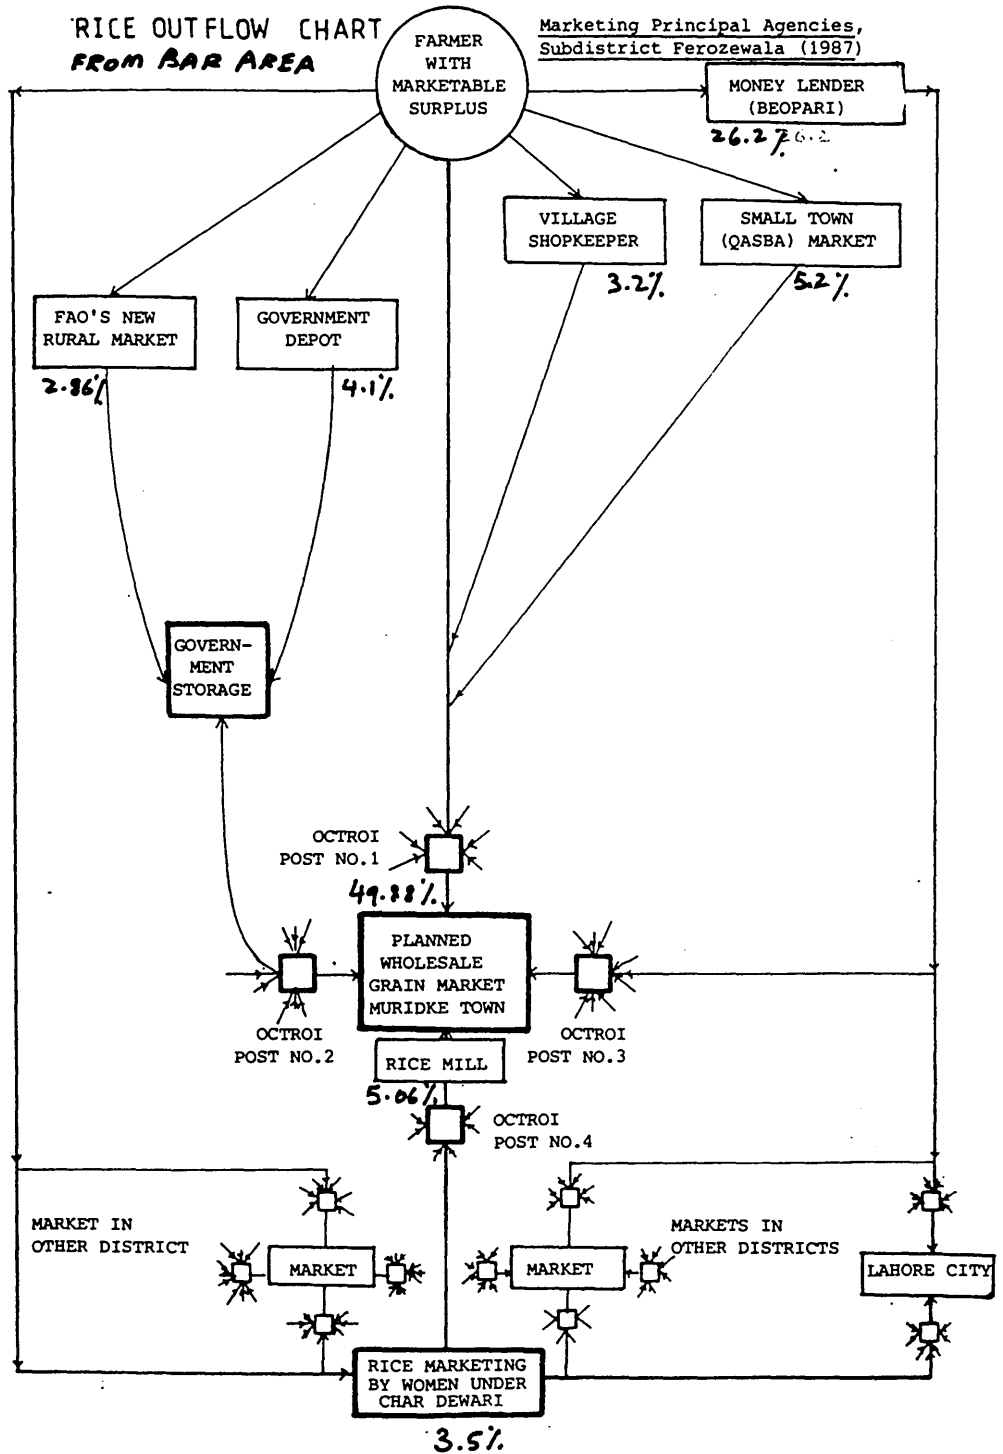 RICE OUTFLOW CHART
FROM BAR AREA
Marketing Principal Agencies,
Subdistrict Ferozewala (1987)
FARMER
WITH
MARKETABLE
SURPLUS
MONEY LENDER
(BEOPARI)
26.2%
VILLAGE
SHOPKEEPER
3.2%
SMALL TOWN
(QASBA) MARKET
5.2%
FAO'S NEW
RURAL MARKET
2.86%
GOVERNMENT
DEPOT
4.1%
GOVERN-
MENT
STORAGE
OCTROI
POST NO.1
49.88%
PLANNED
WHOLESALE
GRAIN MARKET
MURIDKE TOWN
OCTROI
POST NO.2
OCTROI
POST NO.3
RICE MILL
5.06%
OCTROI
POST NO.4
MARKET IN
OTHER DISTRICT
MARKET
MARKET
MARKETS IN
OTHER DISTRICTS
LAHORE CITY
RICE MARKETING
BY WOMEN UNDER
CHAR DEWARI
3.5%